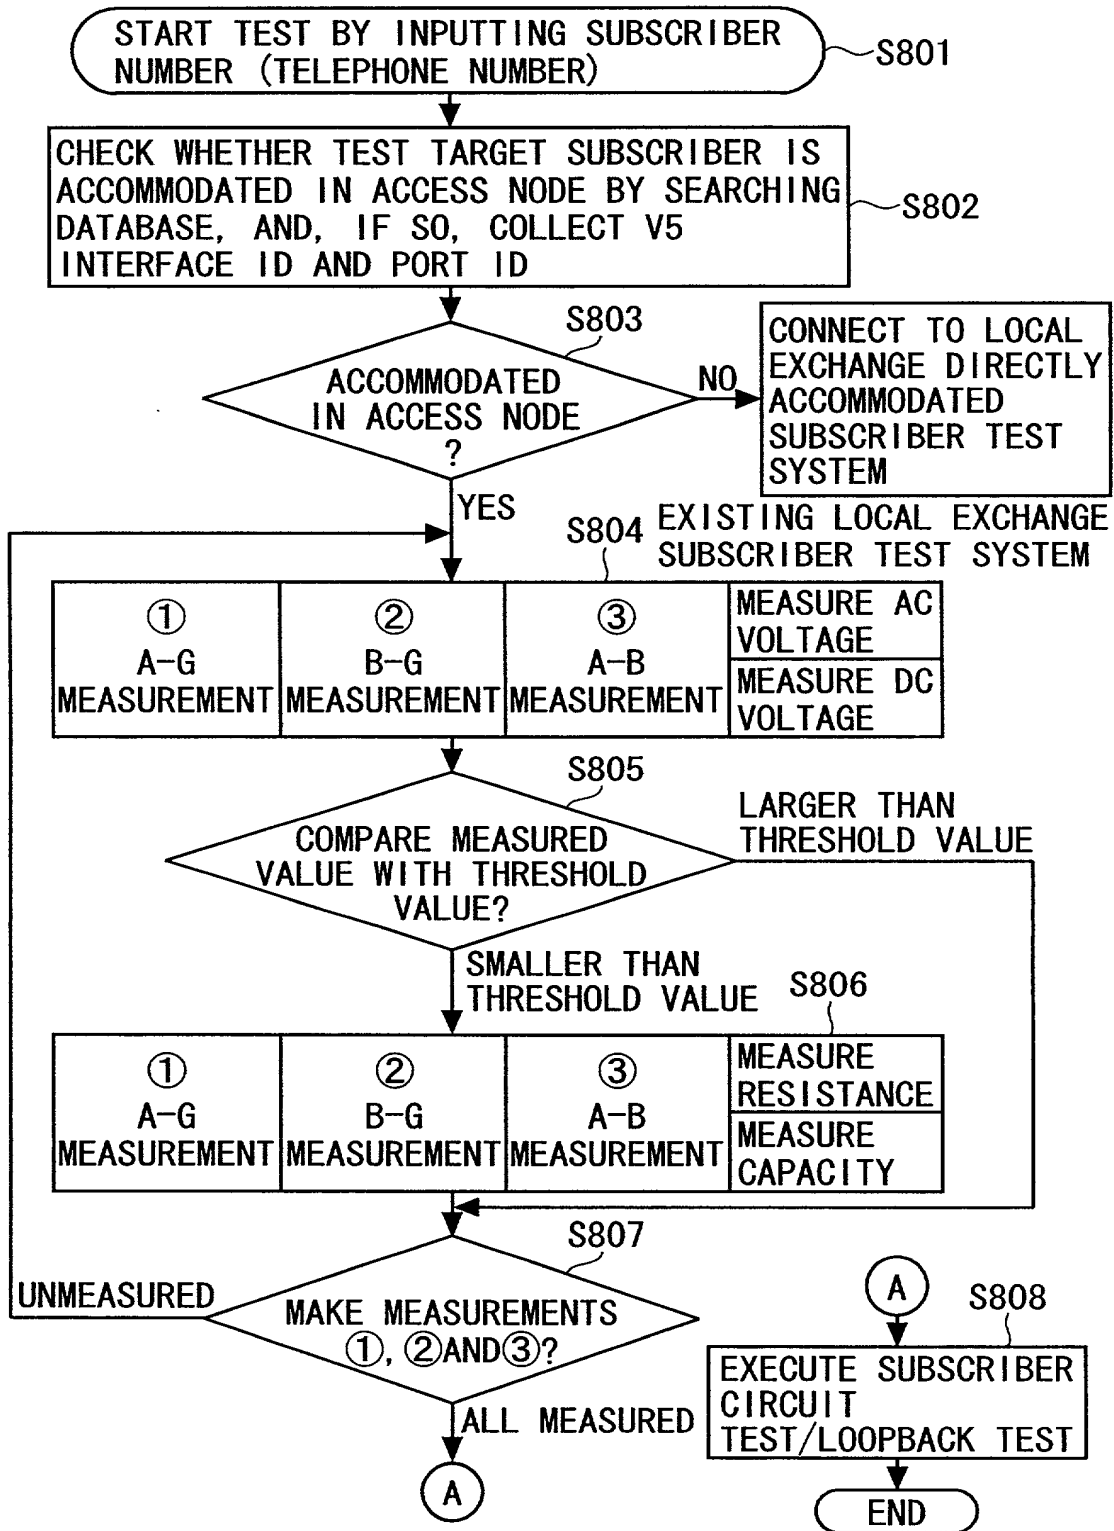 START TEST BY INPUTTING SUBSCRIBER
NUMBER (TELEPHONE NUMBER)
S801
CHECK WHETHER TEST TARGET SUBSCRIBER IS
ACCOMMODATED IN ACCESS NODE BY SEARCHING
DATABASE, AND, IF SO, COLLECT V5
INTERFACE ID AND PORT ID
S802
S803
ACCOMMODATED
IN ACCESS NODE
?
NO
CONNECT TO LOCAL
EXCHANGE DIRECTLY
ACCOMMODATED
SUBSCRIBER TEST
SYSTEM
YES
EXISTING LOCAL EXCHANGE
SUBSCRIBER TEST SYSTEM
S804
①
A-G
MEASUREMENT
②
B-G
MEASUREMENT
③
A-B
MEASUREMENT
MEASURE AC
VOLTAGE
MEASURE DC
VOLTAGE
S805
COMPARE MEASURED
VALUE WITH THRESHOLD
VALUE?
LARGER THAN
THRESHOLD VALUE
SMALLER THAN
THRESHOLD VALUE
S806
①
A-G
MEASUREMENT
②
B-G
MEASUREMENT
③
A-B
MEASUREMENT
MEASURE
RESISTANCE
MEASURE
CAPACITY
S807
UNMEASURED
MAKE MEASUREMENTS
①, ②AND③?
ALL MEASURED
A
A
S808
EXECUTE SUBSCRIBER
CIRCUIT
TEST/LOOPBACK TEST
END